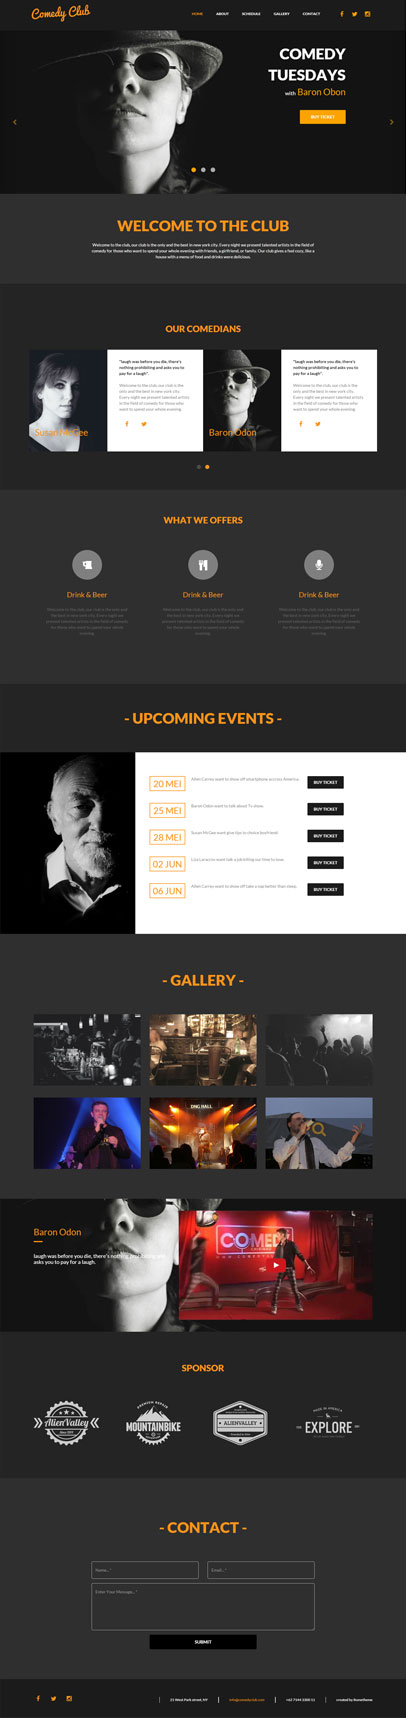 Comedy Club
HOME ABOUT SCHEDULE GALLERY CONTACT
COMEDY
TUESDAYS
with Baron Obon
BUY TICKET
WELCOME TO THE CLUB
Welcome to the club, our club is the only and the best in new york city. Every night we present talented artists in the field of
comedy for those who want to spend your whole evening with friends, a girlfriend, or family. Our club gives a feel cozy, like a
house with a menu of food and drinks were delicious.
OUR COMEDIANS
"laugh was before you die, there's
nothing prohibiting and asks you to
pay for a laugh".
Welcome to the club, our club is the
only and the best in new york city.
Every night we present talented artists
in the field of comedy for those who
want to spend your whole evening.
"laugh was before you die, there's
nothing prohibiting and asks you to
pay for a laugh".
Welcome to the club, our club is the
only and the best in new york city.
Every night we present talented artists
in the field of comedy for those who
want to spend your whole evening.
Baron Odon
WHAT WE OFFERS
Drink & Beer
Drink & Beer
Drink & Beer
Welcome to the club, our club is the only and
the best in new york city. Every night we
present talented artists in the field of comedy
for those who want to spend your whole
evening.
Welcome to the club, our club is the only and
the best in new york city. Every night we
present talented artists in the field of comedy
for those who want to spend your whole
evening.
Welcome to the club, our club is the only and
the best in new york city. Every night we
present talented artists in the field of comedy
for those who want to spend your whole
evening.
- UPCOMING EVENTS -
20 MEI Allen Currey want to show off smartphone accross America. BUY TICKET
25 MEI Baron Odon want to talk about Tv show. BUY TICKET
28 MEI Susan McGee want give tips to choice boyfriend. BUY TICKET
02 JUN want talk a painting ten time to town. BUY TICKET
06 JUN Allen Currey want to show off take a nap better than sleep. BUY TICKET
- GALLERY -
DNG HALL
Baron Odon
laugh was before you die, there's nothing prohibiting and
asks you to pay for a laugh.
COMEDY
SPONSOR
AlienValley
PREMIUM REPAIR
MOUNTAINBIKE
ALIENVALLEY
MADE IN AMERICA
EXPLORE
- CONTACT -
Name... *
Email... *
Enter Your Message... *
SUBMIT
21 West Park street, NY
info@comedyclub.com
+62 7144 3300 11
created by themetheme